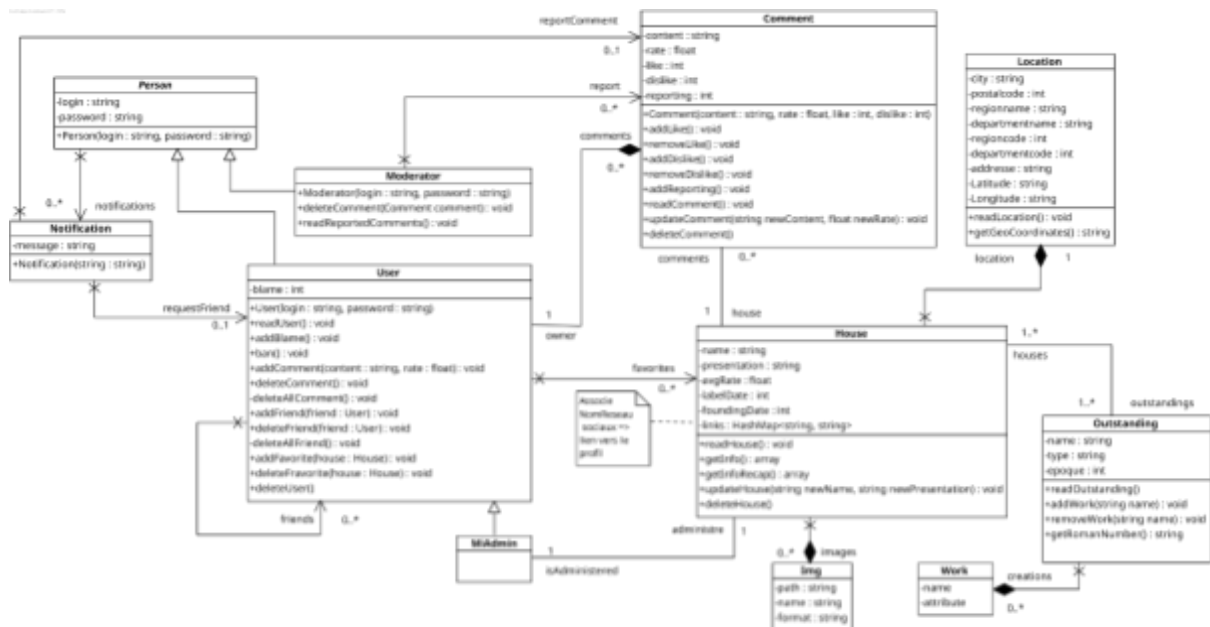 Person
-login : string
-password : string
+Person(login : string, password : string)
0..*
notifications
Notification
-message : string
+Notification(string : string)
reportComment
0..1
report
0..*
Moderator
+Moderator(login : string, password : string)
+deleteComment(Comment comment) : void
+readReportedComments() : void
requestFriend
0..1
User
-blame : int
+User(login : string, password : string)
+readUser() : void
+addBlame() : void
+ban() : void
+addComment(content : string, rate : float) : void
+deleteComment() : void
-deleteAllComment() : void
+addFriend(friend : User) : void
+deleteFriend(friend : User) : void
-deleteAllFriend() : void
+addFavorite(house : House) : void
+deleteFravorite(house : House) : void
+deleteUser()
friends
0..*
comments
0..*
1
owner
Comment
-content : string
-rate : float
-like : int
-dislike : int
-reporting : int
+Comment(content : string, rate : float, like : int, dislike : int)
+addLike() : void
+removeLike() : void
+addDislike() : void
+removeDislike() : void
+addReporting() : void
+readComment() : void
+updateComment(string newContent, float newRate) : void
+deleteComment()
comments
0..*
1
house
Location
-city : string
-postalcode : int
-regionname : string
-departmentname : string
-regioncode : int
-departmentcode : int
-addresse : string
-Latitude : string
-Longitude : string
+readLocation() : void
+getGeoCoordinates() : string
location
1
favorites
0..*
Associe
NomReseau
sociaux =>
lien vers le
profil
House
-name : string
-presentation : string
-avgRate : float
-labelDate : int
-foundingDate : int
-links : HashMap<string, string>
+readHouse() : void
+getInfo() : array
+getInfoRecap() : array
+updateHouse(string newName, string newPresentation) : void
+deleteHouse()
1..*
houses
1..*
outstandings
Outstanding
-name : string
-type : string
-epoque : int
+readOutstanding()
+addWork(string name) : void
+removeWork(string name) : void
+getRomanNumber() : string
administre
1
MiAdmin
1
isAdministered
0..*
images
Img
-path : string
-name : string
-format : string
Work
-name
-attribute
creations
0..*